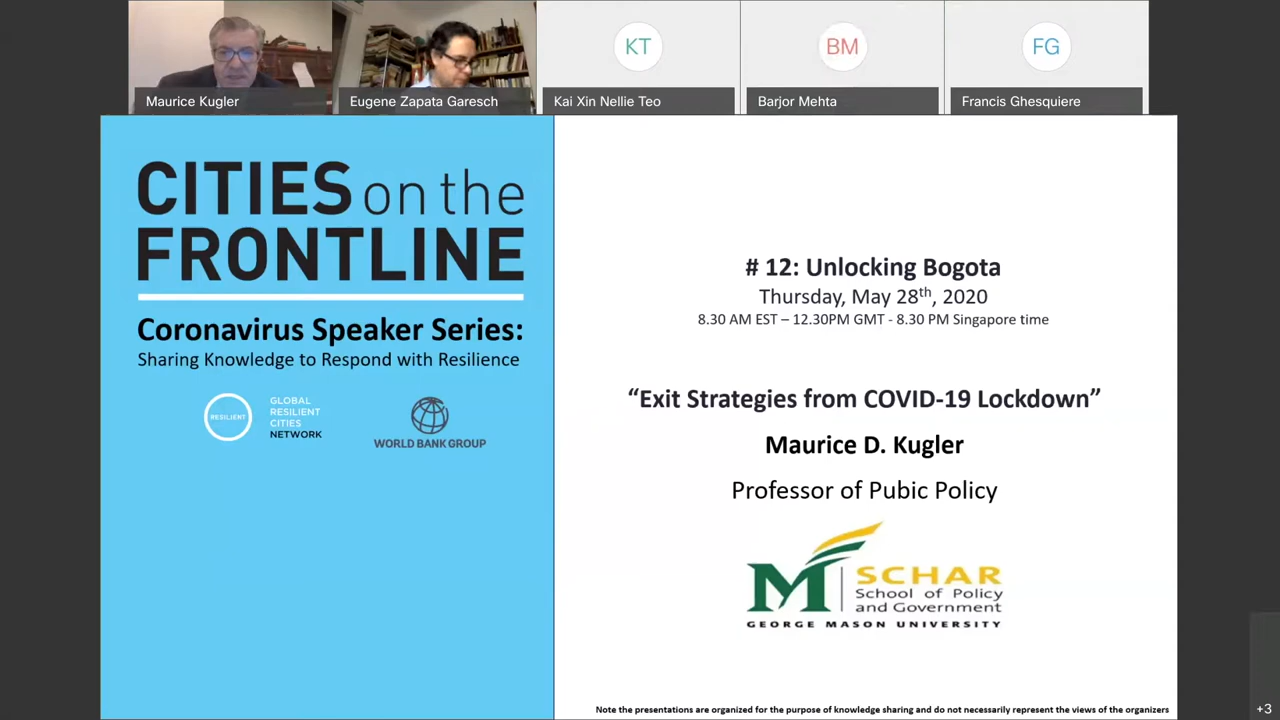 Maurice Kugler
Eugene Zapata Garesch
KT
Kai Xin Nellie Teo
BM
Barjor Mehta
FG
Francis Ghesquiere
CITIES on the
FRONTLINE
Coronavirus Speaker Series:
Sharing Knowledge to Respond with Resilience
RESILIENT
GLOBAL
RESILIENT
CITIES
NETWORK
WORLD BANK GROUP
# 12: Unlocking Bogota
Thursday, May 28th, 2020
8.30 AM EST – 12.30PM GMT - 8.30 PM Singapore time
“Exit Strategies from COVID-19 Lockdown”
Maurice D. Kugler
Professor of Pubic Policy
M
SCHAR
School of Policy
and Government
GEORGE MASON UNIVERSITY
Note the presentations are organized for the purpose of knowledge sharing and do not necessarily represent the views of the organizers
+3